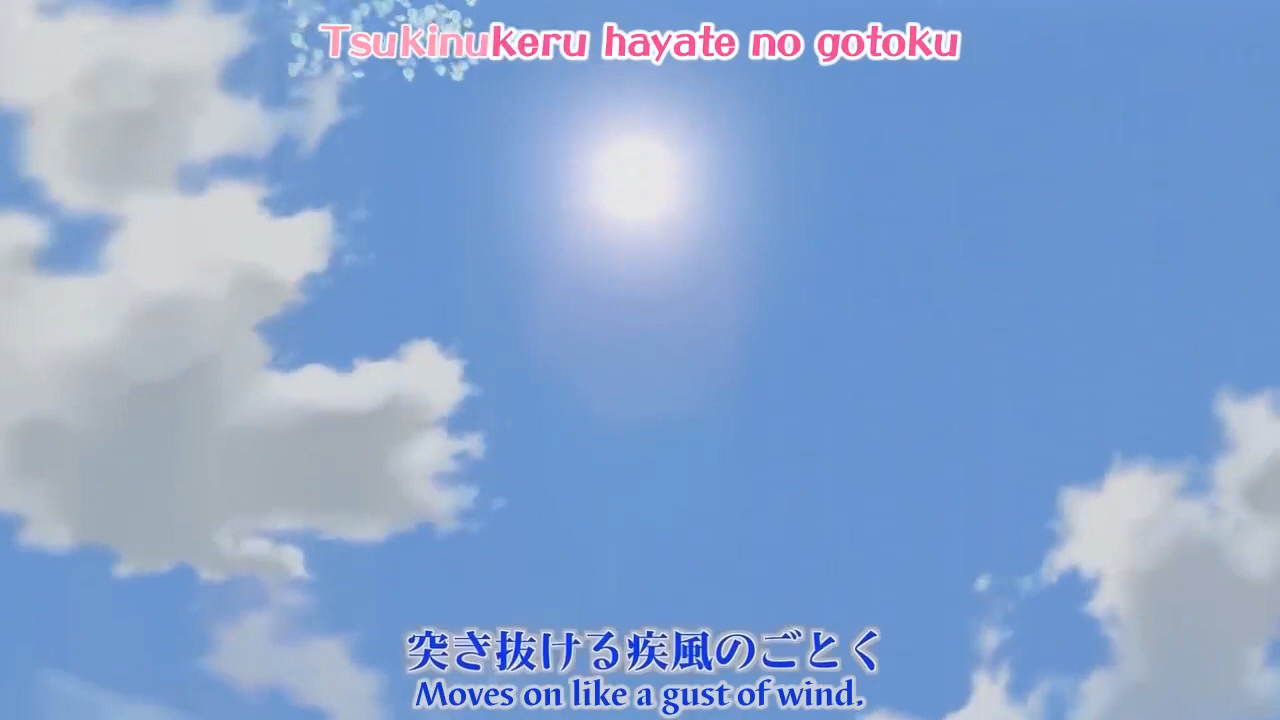 Tsukinukeru hayate no gotoku
突き抜ける疾風のごとく
Moves on like a gust of wind.